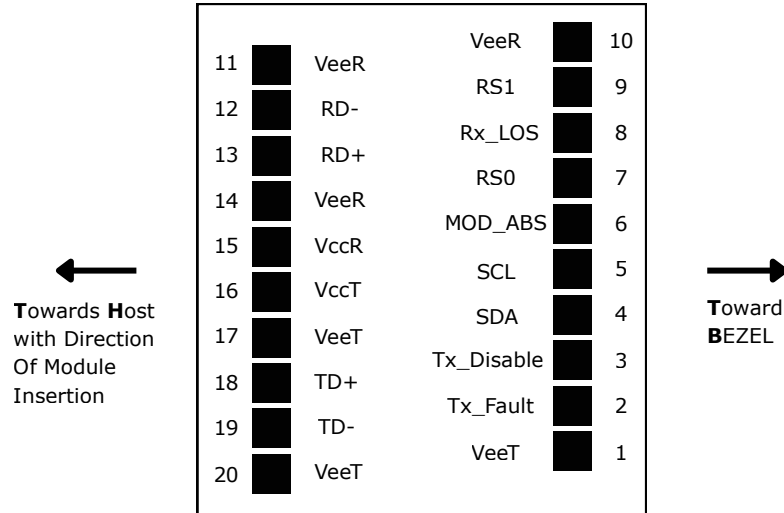 VeeR 10
11 VeeR
RS1 9
12 RD-
Rx_LOS 8
13 RD+
RS0 7
14 VeeR
MOD_ABS 6
15 VccR
SCL 5
16 VccT
SDA 4
17 VeeT
Tx_Disable 3
18 TD+
Tx_Fault 2
19 TD-
VeeT 1
20 VeeT
Towards Host
with Direction
Of Module
Insertion
Toward
BEZEL